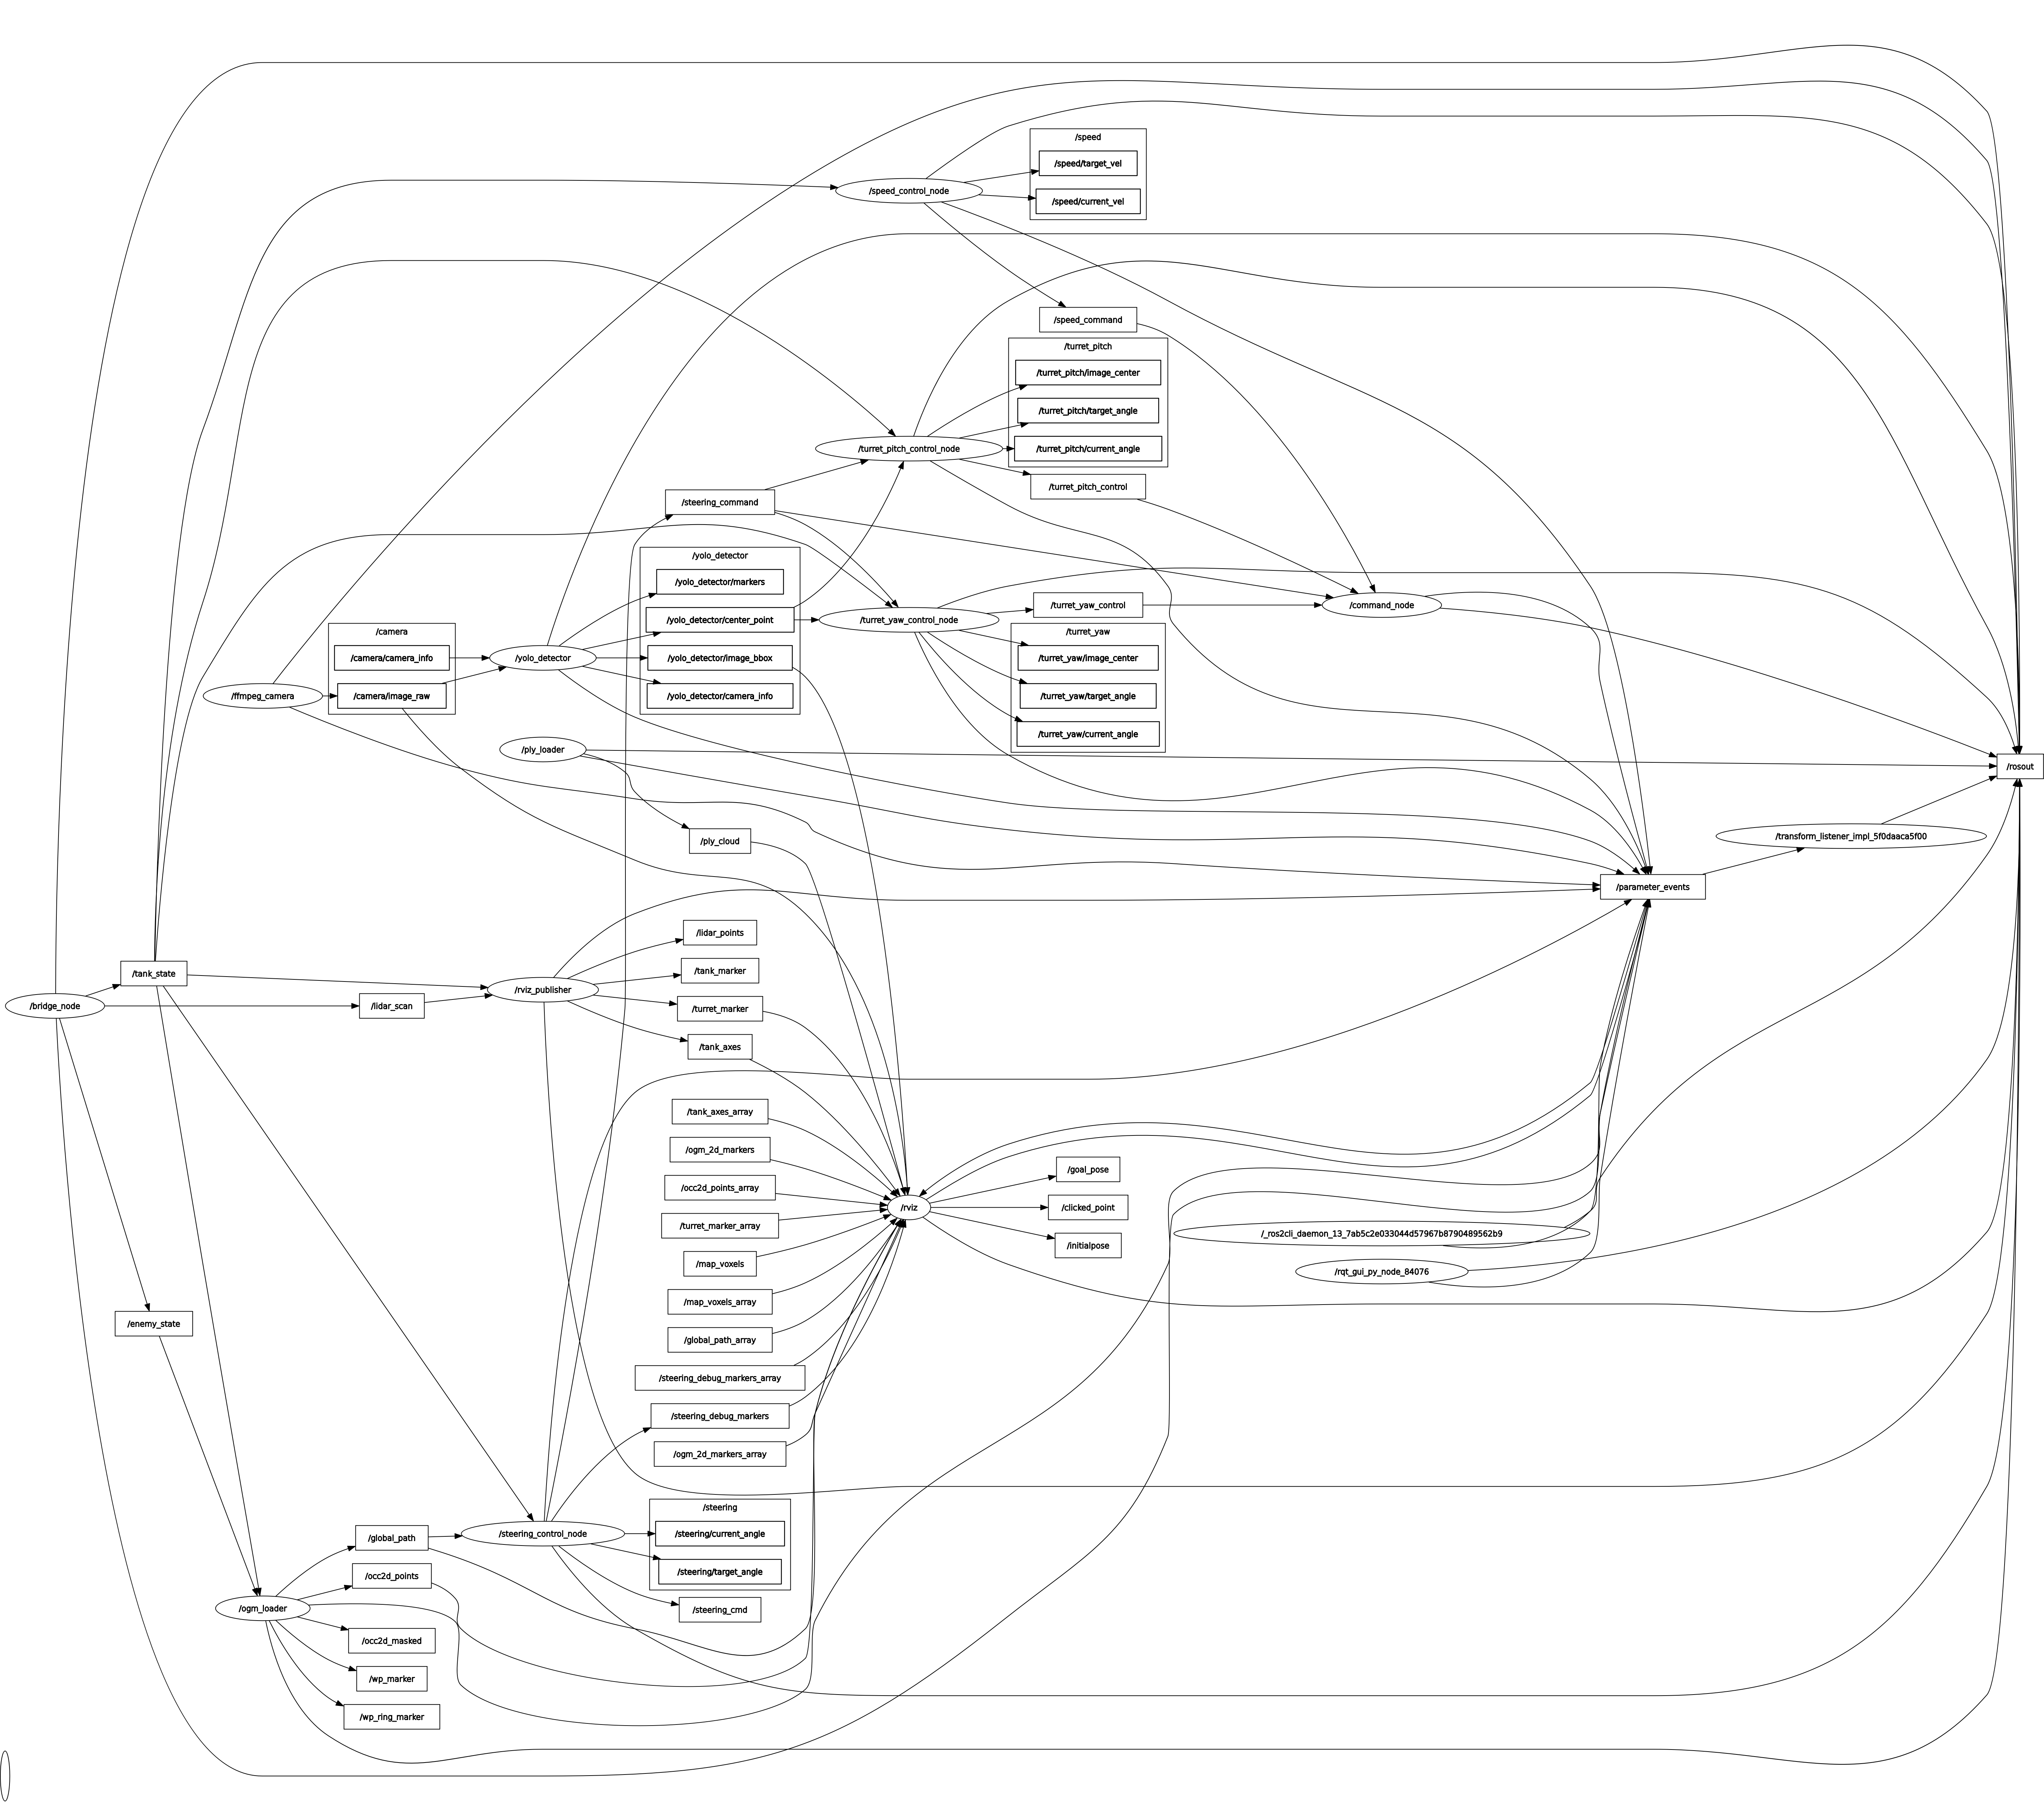 /speed
/speed/target_vel
/speed_control_node
/speed/current_vel
/speed_command
/turret_pitch
/turret_pitch/image_center
/turret_pitch/target_angle
/turret_pitch_control_node
/turret_pitch/current_angle
/turret_pitch_control
/steering_command
/yolo_detector
/yolo_detector/markers
/turret_yaw_control
/command_node
/yolo_detector/center_point
/turret_yaw_control_node
/camera
/turret_yaw
/camera/camera_info
/yolo_detector
/yolo_detector/image_bbox
/turret_yaw/image_center
/ffmpeg_camera
/camera/image_raw
/yolo_detector/camera_info
/turret_yaw/target_angle
/turret_yaw/current_angle
/ply_loader
/rosout
/transform_listener_impl_5f0daaca5f00
/ply_cloud
/parameter_events
/lidar_points
/tank_state
/tank_marker
/rviz_publisher
/bridge_node
/lidar_scan
/turret_marker
/tank_axes
/tank_axes_array
/ogm_2d_markers
/goal_pose
/occ2d_points_array
/rviz
/clicked_point
/turret_marker_array
/_ros2cli_daemon_13_7ab5c2e033044d57967b8790489562b9
/initialpose
/map_voxels
/rqt_gui_py_node_84076
/map_voxels_array
/enemy_state
/global_path_array
/steering_debug_markers_array
/steering_debug_markers
/ogm_2d_markers_array
/steering
/global_path
/steering_control_node
/steering/current_angle
/occ2d_points
/steering/target_angle
/ogm_loader
/steering_cmd
/occ2d_masked
/wp_marker
/wp_ring_marker